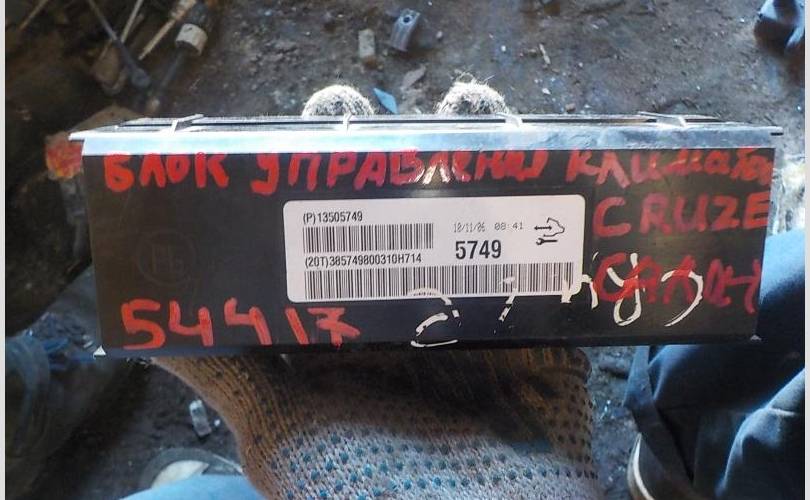 БЛОК УПРАВЛЕНИЯ КЛИМАТОМ
(P)13505749
10/11/06 08:41
CRUZE
5749
(20T)385749800310H714
54417